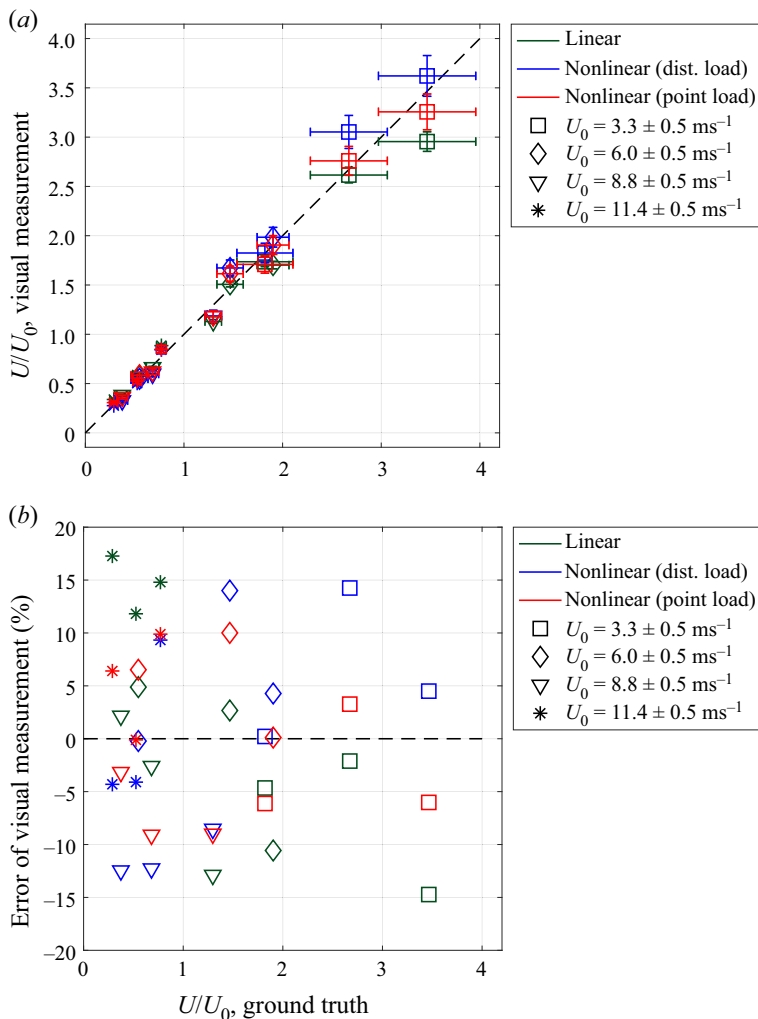 (a)
4.0
3.5
3.0
2.5
2.0
1.5
1.0
0.5
0
U/U0, visual measurement
0 1 2 3 4
Linear
Nonlinear (dist. load)
Nonlinear (point load)
U0 = 3.3 ± 0.5 ms–1
U0 = 6.0 ± 0.5 ms–1
U0 = 8.8 ± 0.5 ms–1
U0 = 11.4 ± 0.5 ms–1
(b)
20
15
10
5
0
–5
–10
–15
–20
Error of visual measurement (%)
0 1 2 3 4
U/U0, ground truth
Linear
Nonlinear (dist. load)
Nonlinear (point load)
U0 = 3.3 ± 0.5 ms–1
U0 = 6.0 ± 0.5 ms–1
U0 = 8.8 ± 0.5 ms–1
U0 = 11.4 ± 0.5 ms–1